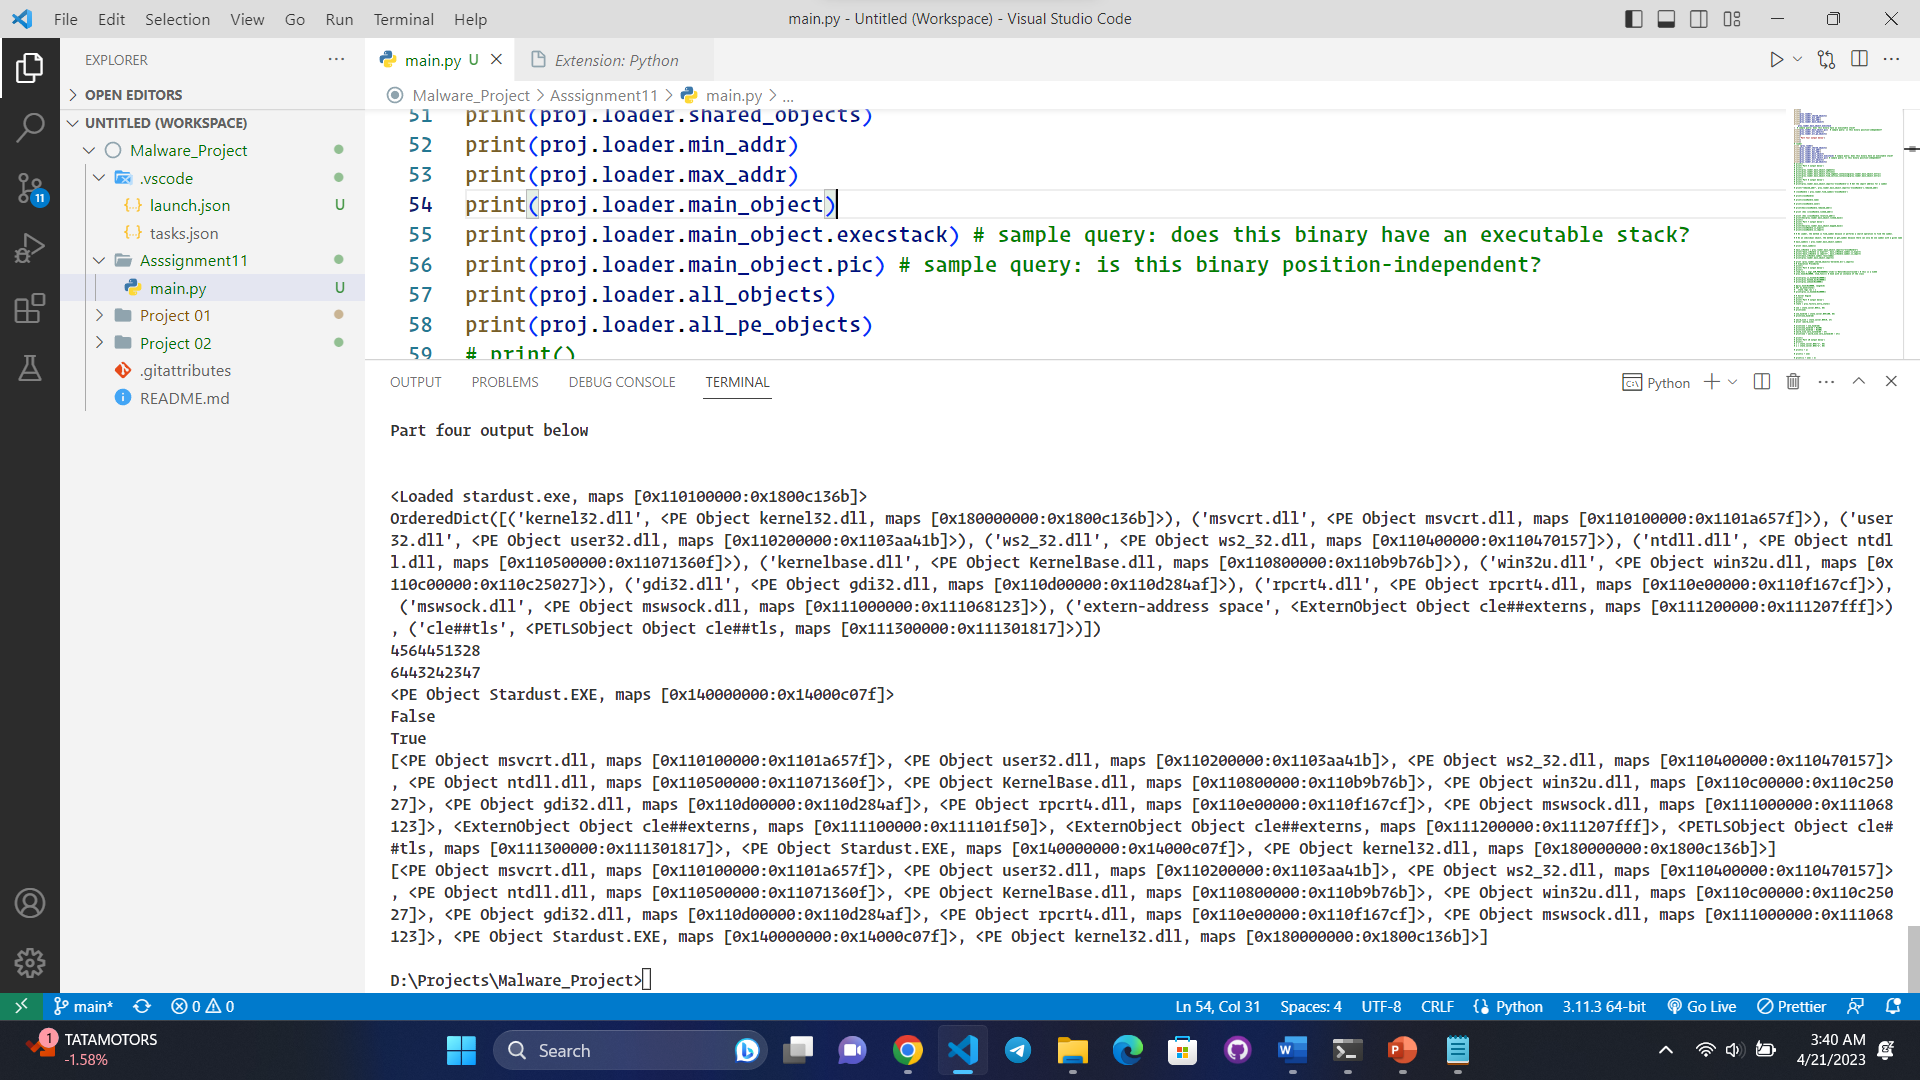 File Edit Selection View Go Run Terminal Help
main.py - Untitled (Workspace) - Visual Studio Code
EXPLORER
OPEN EDITORS
UNTITLED (WORKSPACE)
Malware_Project
.vscode
launch.json U
tasks.json
Asssignment11
main.py U
Project 01
Project 02
.gitattributes
README.md
11
main.py U
Extension: Python
Malware_Project > Asssignment11 > main.py > ...
51 print(proj.loader.shared_objects)
52 print(proj.loader.min_addr)
53 print(proj.loader.max_addr)
54 print(proj.loader.main_object)
55 print(proj.loader.main_object.execstack) # sample query: does this binary have an executable stack?
56 print(proj.loader.main_object.pic) # sample query: is this binary position-independent?
57 print(proj.loader.all_objects)
58 print(proj.loader.all_pe_objects)
59 # print()
OUTPUT PROBLEMS DEBUG CONSOLE TERMINAL
Python
Part four output below
<Loaded stardust.exe, maps [0x110100000:0x1800c136b]>
OrderedDict([('kernel32.dll', <PE Object kernel32.dll, maps [0x180000000:0x1800c136b]>), ('msvcrt.dll', <PE Object msvcrt.dll, maps [0x110100000:0x1101a657f]>), ('user
32.dll', <PE Object user32.dll, maps [0x110200000:0x1103aa41b]>), ('ws2_32.dll', <PE Object ws2_32.dll, maps [0x110400000:0x110470157]>), ('ntdll.dll', <PE Object ntdl
l.dll, maps [0x110500000:0x11071360f]>), ('kernelbase.dll', <PE Object KernelBase.dll, maps [0x110800000:0x110b9b76b]>), ('win32u.dll', <PE Object win32u.dll, maps [0x
110c00000:0x110c25027]>), ('gdi32.dll', <PE Object gdi32.dll, maps [0x110d00000:0x110d284af]>), ('rpcrt4.dll', <PE Object rpcrt4.dll, maps [0x110e00000:0x110f167cf]>),
('mswsock.dll', <PE Object mswsock.dll, maps [0x111000000:0x111068123]>), ('extern-address space', <ExternObject Object cle##externs, maps [0x111200000:0x111207fff]>)
, ('cle##tls', <PETLSObject Object cle##tls, maps [0x111300000:0x111301817]>)])
4564451328
6443242347
<PE Object Stardust.EXE, maps [0x140000000:0x14000c07f]>
False
True
[<PE Object msvcrt.dll, maps [0x110100000:0x1101a657f]>, <PE Object user32.dll, maps [0x110200000:0x1103aa41b]>, <PE Object ws2_32.dll, maps [0x110400000:0x110470157]>
, <PE Object ntdll.dll, maps [0x110500000:0x11071360f]>, <PE Object KernelBase.dll, maps [0x110800000:0x110b9b76b]>, <PE Object win32u.dll, maps [0x110c00000:0x110c250
27]>, <PE Object gdi32.dll, maps [0x110d00000:0x110d284af]>, <PE Object rpcrt4.dll, maps [0x110e00000:0x110f167cf]>, <PE Object mswsock.dll, maps [0x111000000:0x111068
123]>, <ExternObject Object cle##externs, maps [0x111100000:0x111101f50]>, <ExternObject Object cle##externs, maps [0x111200000:0x111207fff]>, <PETLSObject Object cle#
#tls, maps [0x111300000:0x111301817]>, <PE Object Stardust.EXE, maps [0x140000000:0x14000c07f]>, <PE Object kernel32.dll, maps [0x180000000:0x1800c136b]>]
[<PE Object msvcrt.dll, maps [0x110100000:0x1101a657f]>, <PE Object user32.dll, maps [0x110200000:0x1103aa41b]>, <PE Object ws2_32.dll, maps [0x110400000:0x110470157]>
, <PE Object ntdll.dll, maps [0x110500000:0x11071360f]>, <PE Object KernelBase.dll, maps [0x110800000:0x110b9b76b]>, <PE Object win32u.dll, maps [0x110c00000:0x110c250
27]>, <PE Object gdi32.dll, maps [0x110d00000:0x110d284af]>, <PE Object rpcrt4.dll, maps [0x110e00000:0x110f167cf]>, <PE Object mswsock.dll, maps [0x111000000:0x111068
123]>, <PE Object Stardust.EXE, maps [0x140000000:0x14000c07f]>, <PE Object kernel32.dll, maps [0x180000000:0x1800c136b]>]
D:\Projects\Malware_Project>
main* 0 0 Ln 54, Col 31 Spaces: 4 UTF-8 CRLF Python 3.11.3 64-bit Go Live Prettier
1 TATAMOTORS
-1.58%
Search
3:40 AM
4/21/2023